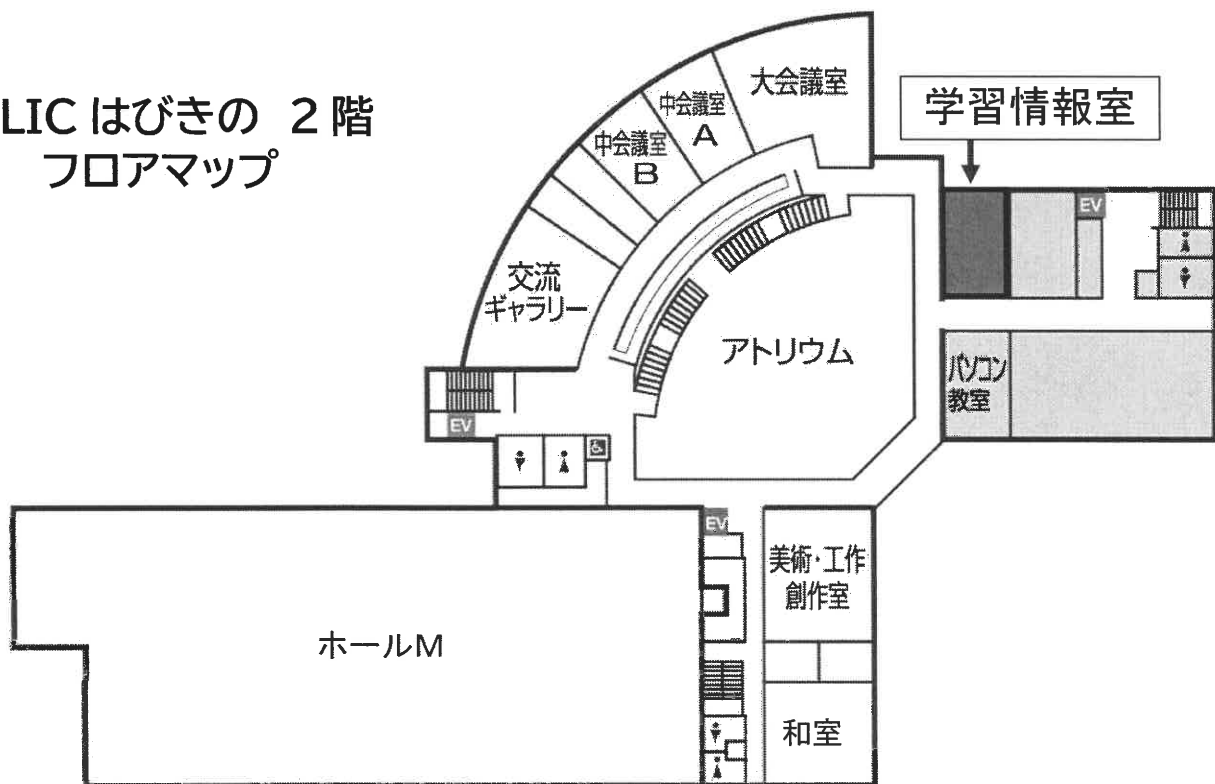 LIC はびきの 2階
フロアマップ
大会議室
学習情報室
中会議室
A
中会議室
B
EV
交流
ギャラリー
アトリウム
パソコン
教室
EV
EV
美術・工作
創作室
ホールM
和室